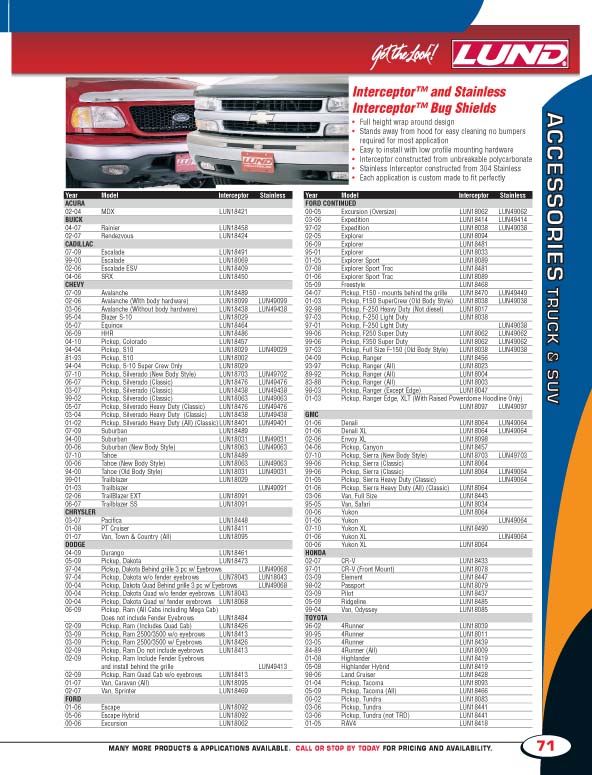 Get the Look!
LUND
Interceptor™ and Stainless
Interceptor™ Bug Shields
• Full height wrap around design
• Stands away from hood for easy cleaning no bumpers
required for most application
• Easy to install with low profile mounting hardware
• Interceptor constructed from unbreakable polycarbonate
• Stainless Interceptor constructed from 304 Stainless
• Each application is custom made to fit perfectly
Year Model Interceptor Stainless
ACURA
02-04 MDX LUN18421
BUICK
04-07 Rainier LUN18458
02-07 Rendezvous LUN18424
CADILLAC
07-09 Escalade LUN18491
99-00 Escalade LUN18069
02-06 Escalade ESV LUN18409
04-06 SRX LUN18450
CHEVY
07-09 Avalanche LUN18489
02-06 Avalanche (With body hardware) LUN18099 LUN49099
03-06 Avalanche (Without body hardware) LUN18438 LUN49438
95-04 Blazer S-10 LUN18029
05-07 Equinox LUN18464
06-09 HHR LUN18486
04-10 Pickup, Colorado LUN18457
94-04 Pickup, S10 LUN18029 LUN49029
81-93 Pickup, S10 LUN18002
94-04 Pickup, S-10 Super Crew Only LUN18029
07-10 Pickup, Silverado (New Body Style) LUN18703 LUN49702
06-07 Pickup, Silverado (Classic) LUN18476 LUN49476
03-07 Pickup, Silverado (Classic) LUN18438 LUN49438
99-02 Pickup, Silverado (Classic) LUN18063 LUN49063
05-07 Pickup, Silverado Heavy Duty (Classic) LUN18476 LUN49476
03-04 Pickup, Silverado Heavy Duty (Classic) LUN18438 LUN49438
01-02 Pickup, Silverado Heavy Duty (All) (Classic) LUN18401 LUN49401
07-09 Suburban LUN18489
94-00 Suburban LUN18031 LUN49031
00-06 Suburban (New Body Style) LUN18063 LUN49063
07-10 Tahoe LUN18489
00-06 Tahoe (New Body Style) LUN18063 LUN49063
94-00 Tahoe (Old Body Style) LUN18031 LUN49031
99-01 Trailblazer LUN18029
01-03 Trailblazer LUN49091
02-06 TrailBlazer EXT LUN18091
06-07 Trailblazer SS LUN18091
CHRYSLER
03-07 Pacifica LUN18448
01-08 PT Cruiser LUN18411
01-07 Van, Town & Country (All) LUN18095
DODGE
04-09 Durango LUN18461
05-09 Pickup, Dakota LUN18473
97-04 Pickup, Dakota Behind grille 3 pc w/ Eyebrows LUN49068
97-04 Pickup, Dakota w/o fender eyebrows LUN78043 LUN18043
00-04 Pickup, Dakota Quad Behind grille 3 pc w/ Eyebrows LUN49068
00-04 Pickup, Dakota Quad w/o fender eyebrows LUN18043
00-04 Pickup, Dakota Quad w/ fender eyebrows LUN18068
06-09 Pickup, Ram (All Cabs including Mega Cab)
Does not include Fender Eyebrows LUN18484
02-09 Pickup, Ram (Includes Quad Cab) LUN18426
03-09 Pickup, Ram 2500/3500 w/o eyebrows LUN18413
03-09 Pickup, Ram 2500/3500 w/ Eyebrows LUN18426
02-09 Pickup, Ram Do not include eyebrows LUN18413
02-09 Pickup, Ram Include Fender Eyebrows
and install behind the grille LUN49413
02-09 Pickup, Ram Quad Cab w/o eyebrows LUN18413
01-07 Van, Caravan (All) LUN18095
02-07 Van, Sprinter LUN18469
FORD
01-06 Escape LUN18092
05-06 Escape Hybrid LUN18092
00-06 Excursion LUN18062
Year Model Interceptor Stainless
FORD CONTINUED
00-05 Excursion (Oversize) LUN18062 LUN49062
03-06 Expedition LUN18414 LUN49414
97-02 Expedition LUN18038 LUN49038
02-05 Explorer LUN18094
06-09 Explorer LUN18481
95-01 Explorer LUN18033
01-05 Explorer Sport LUN18089
07-08 Explorer Sport Trac LUN18481
01-06 Explorer Sport Trac LUN18089
05-09 Freestyle LUN18468
04-07 Pickup, F150 - mounts behind the grille LUN18470 LUN49449
01-03 Pickup, F150 SuperCrew (Old Body Style) LUN18038 LUN49038
92-98 Pickup, F-250 Heavy Duty (Not diesel) LUN18017
97-03 Pickup, F-250 Light Duty LUN18038
97-01 Pickup, F-250 Light Duty LUN49038
99-06 Pickup, F250 Super Duty LUN18062 LUN49062
99-06 Pickup, F350 Super Duty LUN18062 LUN49062
97-03 Pickup, Full Size F-150 (Old Body Style) LUN18038 LUN49038
04-09 Pickup, Ranger LUN18456
93-97 Pickup, Ranger (All) LUN18023
89-92 Pickup, Ranger (All) LUN18004
83-88 Pickup, Ranger (All) LUN18003
98-03 Pickup, Ranger (Except Edge) LUN18047
01-03 Pickup, Ranger Edge, XLT (With Raised Powerdome Hoodline Only)
LUN18097 LUN49097
GMC
01-06 Denali LUN18064 LUN49064
01-06 Denali XL LUN18064 LUN49064
02-06 Envoy XL LUN18098
04-06 Pickup, Canyon LUN18457
07-10 Pickup, Sierra (New Body Style) LUN18703 LUN49703
99-06 Pickup, Sierra (Classic) LUN18064
99-06 Pickup, Sierra (Classic) LUN18064 LUN49064
01-05 Pickup, Sierra Heavy Duty (Classic) LUN49064
01-06 Pickup, Sierra Heavy Duty (All) (Classic) LUN18064
03-06 Van, Full Size LUN18443
95-05 Van, Safari LUN18034
00-06 Yukon LUN18064
01-06 Yukon LUN49064
07-10 Yukon XL LUN18490
01-06 Yukon XL LUN49064
00-06 Yukon XL LUN18064
HONDA
02-07 CR-V LUN18433
97-01 CR-V (Front Mount) LUN18078
03-09 Element LUN18447
98-02 Passport LUN18079
03-09 Pilot LUN18437
05-09 Ridgeline LUN18485
99-04 Van, Odyssey LUN18085
TOYOTA
96-02 4Runner LUN18039
99-95 4Runner LUN18011
03-05 4Runner LUN18439
84-89 4Runner (All) LUN18009
01-08 Highlander LUN18419
05-08 Highlander Hybrid LUN18419
98-06 Land Cruiser LUN18428
01-04 Pickup, Tacoma LUN18093
05-09 Pickup, Tacoma (All) LUN18466
00-02 Pickup, Tundra LUN18083
03-06 Pickup, Tundra LUN18441
03-06 Pickup, Tundra (not TRD) LUN18441
01-05 RAV4 LUN18418
ACCESSORIES TRUCK & SUV
MANY MORE PRODUCTS & APPLICATIONS AVAILABLE. CALL OR STOP BY TODAY FOR PRICING AND AVAILABILITY.
71